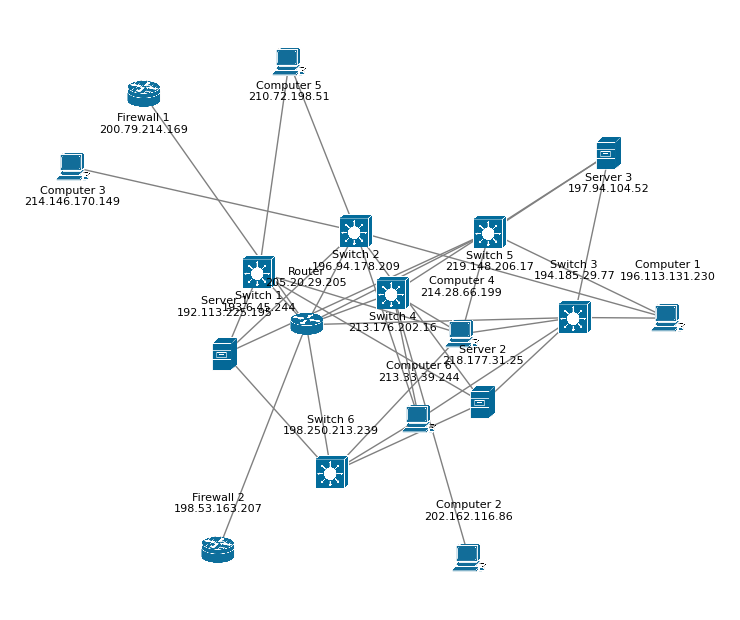 Computer 5
210.72.198.51
Firewall 1
200.79.214.169
Computer 3
214.146.170.149
Server 3
197.94.104.52
Switch 2
196.94.178.209
Switch 5
219.148.206.17
Switch 3
194.185.29.77
Computer 1
196.113.131.230
Router
205.20.29.205
Computer 4
214.28.66.199
Switch 1
Server 1
192.113.225.195
Switch 4
213.176.202.16
Server 2
218.177.31.25
Computer 6
213.33.39.244
Switch 6
198.250.213.239
Firewall 2
198.53.163.207
Computer 2
202.162.116.86